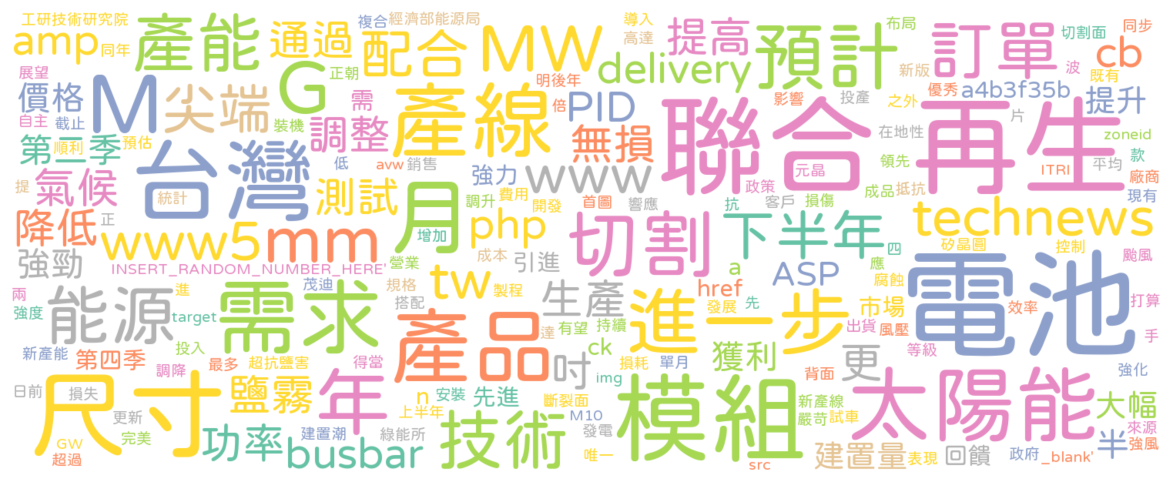 工研技術研究院
複合
經濟部能源局
導入
布局
切割面
同步
amp
同年
產能
通過
配合
MW
高達
提高
delivery
預計
新版
訂單
波
cb
既有
展望
價格
自主
截止
M
尖端
G
正朝
需
裝機
調整
明後年
倍
PID
影響
投產
之外
優秀
a4b3f35b
提升
片
第二季
順利
預估
台灣
統計
低
avw
銷售
產線
無損
聯合
元晶
在地性
領先
再生
zoneid
ITRI
平均
款
廠商
提
氣候
正
測試
月
強力
費用
調升
開發
www
首圖
響應
政策
客戶
損傷
抗
成品
抵抗
現有
降低
www5
mm
增加
php
切割
下半年
四
technews
強勁
INSERT_RANDOM_NUMBER_HERE'
營業
成本
引進
a
ASP
應
矽晶圓
控制
颱風
兩
強度
能源
進
target
需求
茂迪
規格
搭配
tw
製程
生產
href
發展
先
腐蝕
市場
電池
效率
打算
手
新產能
第四季
投入
調降
最多
超抗鹽害
得當
產品
達
有望
持續
進一步
出貨
風壓
等級
日前
損失
尺寸
鹽霧
年
吋
ck
損耗
單月
獲利
背面
更
太陽能
強化
更新
完美
GW
超過
功率
建置潮
上半年
綠能所
busbar
n
安裝
先進
img
斷裂面
M10
發電
技術
唯一
模組
src
新產線
嚴苛
試車
建置量
表現
回饋
政府
_blank'
半
大幅
來源
強風